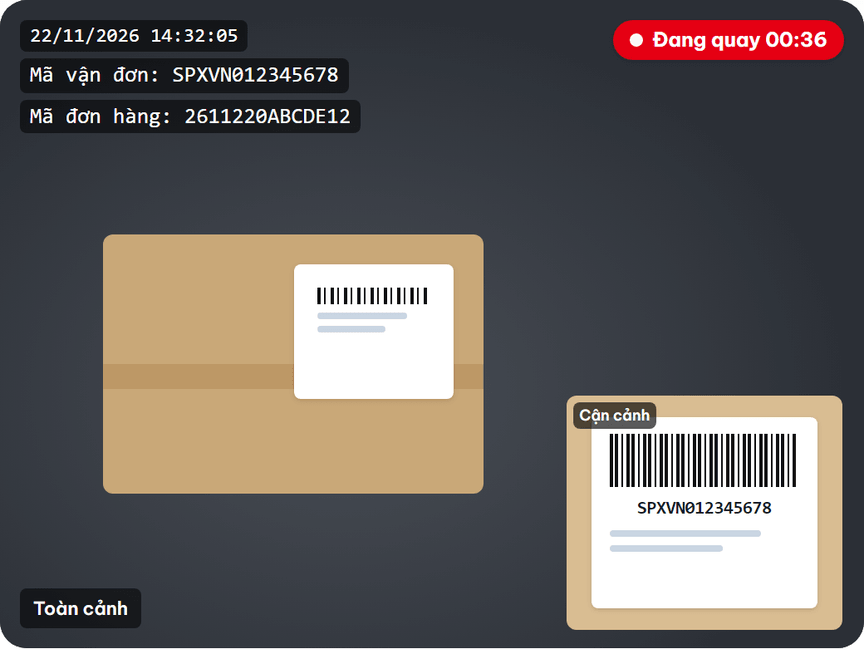 22/11/2026 14:32:05
Đang quay 00:36
Mã vận đơn: SPXVN012345678
Mã đơn hàng: 2611220ABCDE12
Cận cảnh
SPXVN012345678
Toàn cảnh